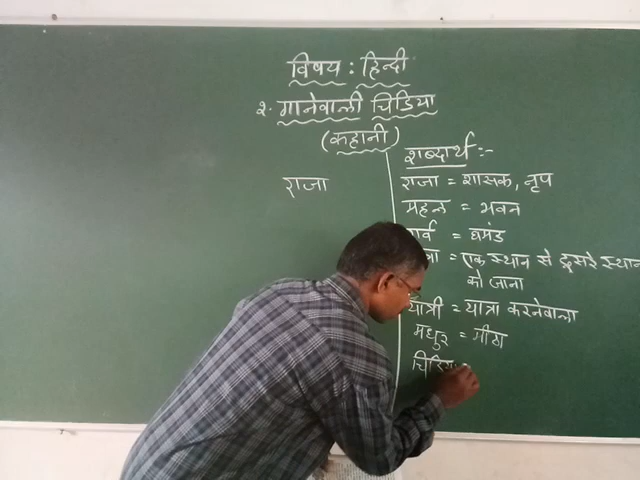 विषय : हिन्दी
२. गानेवाली चिडिया
(कहानी)
शब्दार्थ :-
राजा
राजा = शासक, नृप
महल = भवन
= घमंड
= एक स्थान से दुसरे स्थान
को जाना
यात्री = यात्रा करनेवाला
मधुर = मीठा